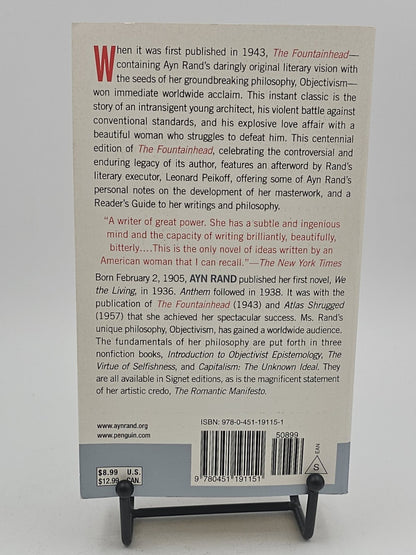 When it was first published in 1943, The Fountainhead—
containing Ayn Rand's daringly original literary vision with
the seeds of her groundbreaking philosophy, Objectivism—
won immediate worldwide acclaim. This instant classic is the
story of an intransigent young architect, his violent battle against
conventional standards, and his explosive love affair with a
beautiful woman who struggles to defeat him. This centennial
edition of The Fountainhead, celebrating the controversial and
enduring legacy of its author, features an afterword by Rand's
literary executor, Leonard Peikoff, offering some of Ayn Rand's
personal notes on the development of her masterwork, and a
Reader's Guide to her writings and philosophy.
"A writer of great power. She has a subtle and ingenious
mind and the capacity of writing brilliantly, beautifully,
bitterly....This is the only novel of ideas written by an
American woman that I can recall."—The New York Times
Born February 2, 1905, AYN RAND published her first novel, We
the Living, in 1936. Anthem followed in 1938. It was with the
publication of The Fountainhead (1943) and Atlas Shrugged
(1957) that she achieved her spectacular success. Ms. Rand's
unique philosophy, Objectivism, has gained a worldwide audience.
The fundamentals of her philosophy are put forth in three
nonfiction books, Introduction to Objectivist Epistemology, The
Virtue of Selfishness, and Capitalism: The Unknown Ideal. They
are all available in Signet editions, as is the magnificent statement
of her artistic credo, The Romantic Manifesto.
www.aynrand.org
www.penguin.com
ISBN: 978-0-451-19115-1
50899
9 780451 191151
S
EAN
$8.99 U.S.
$12.99 CAN